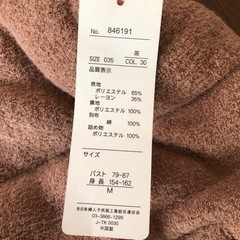 No. 846191
茶
SIZE 035 COL. 30
品質表示
表地
ポリエステル 65%
レーヨン 35%
裏地
ポリエステル 100%
別布
綿 100%
詰め物
ポリエステル 100%
サイズ
バスト 79-87
身長 154-162
M
全日本婦人子供服工業組合連合会
03-3866-1299
J-TK 0030
中国製